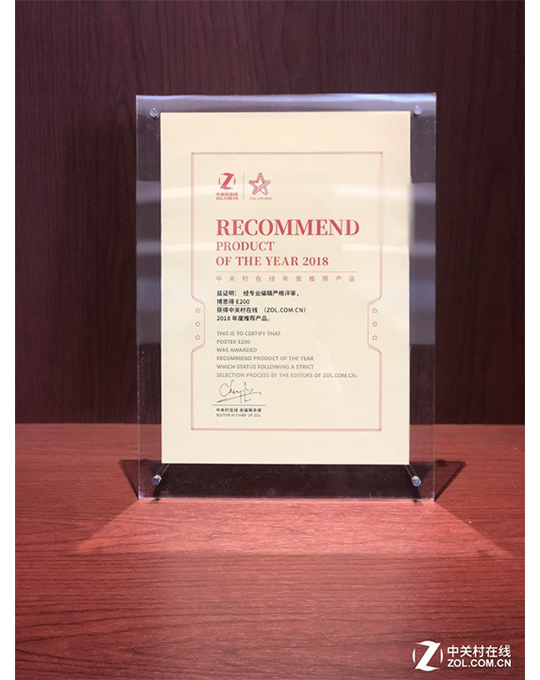 中关村在线
ZOL.COM.CN
RECOMMEND
PRODUCT
OF THE YEAR 2018
中关村在线年度推荐产品
兹证明： 经专业编辑严格评审，
博思得 E200
获得中关村在线 （ZOL.COM.CN）
2018 年度推荐产品。
THIS IS TO CERTIFY THAT
POSTEK E200
WAS AWARDED
RECOMMEND PRODUCT OF THE YEAR
WHICH STATUS FOLLOWING A STRICT
SELECTION PROCESS BY THE EDITORS OF ZOL.COM.CN.
中关村在线 总编辑承健
EDITOR IN CHIEF OF ZOL
中关村在线
ZOL.COM.CN